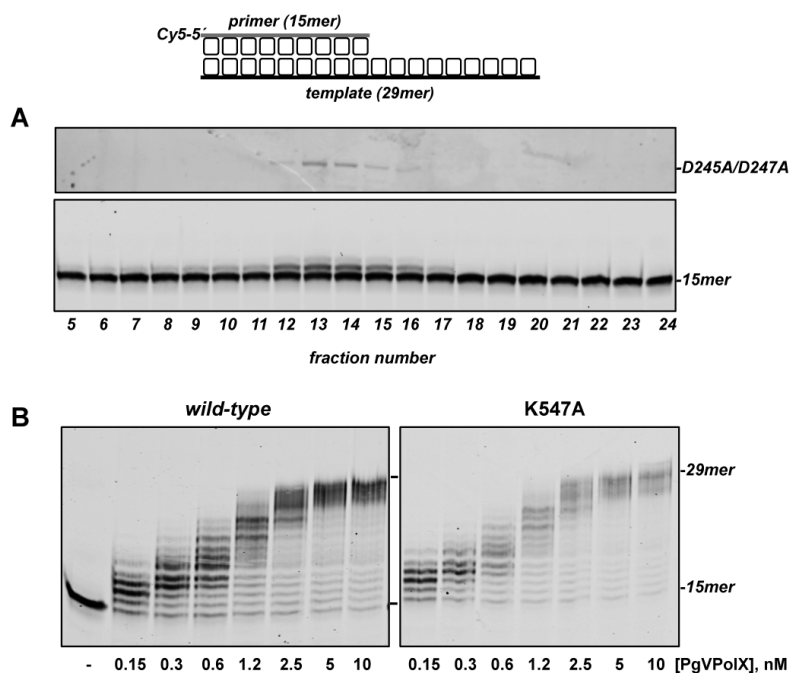 primer (15mer)
Cy5-5´
template (29mer)
A
-D245A/D247A
-15mer
5 6 7 8 9 10 11 12 13 14 15 16 17 18 19 20 21 22 23 24
fraction number
B
wild-type K547A
-29mer
-15mer
- 0.15 0.3 0.6 1.2 2.5 5 10 0.15 0.3 0.6 1.2 2.5 5 10 [PgVPolX], nM